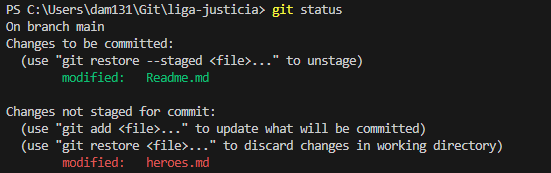 PS C:\Users\dam131\Git\liga-justicia> git status
On branch main
Changes to be committed:
  (use "git restore --staged <file>..." to unstage)
        modified:   Readme.md

Changes not staged for commit:
  (use "git add <file>..." to update what will be committed)
  (use "git restore <file>..." to discard changes in working directory)
        modified:   heroes.md